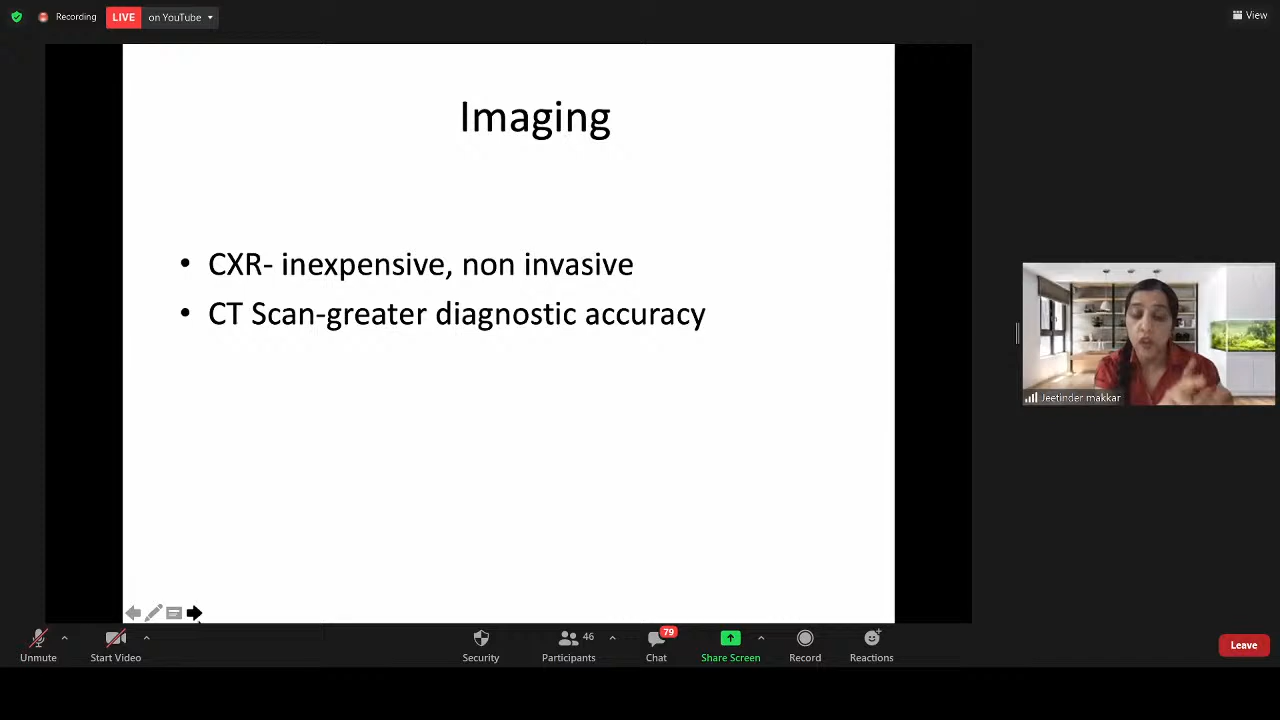 Recording
LIVE on YouTube
View
Imaging
• CXR- inexpensive, non invasive
• CT Scan-greater diagnostic accuracy
Jeetinder makkar
Unmute
Start Video
Security
46
Participants
79
Chat
Share Screen
Record
Reactions
Leave